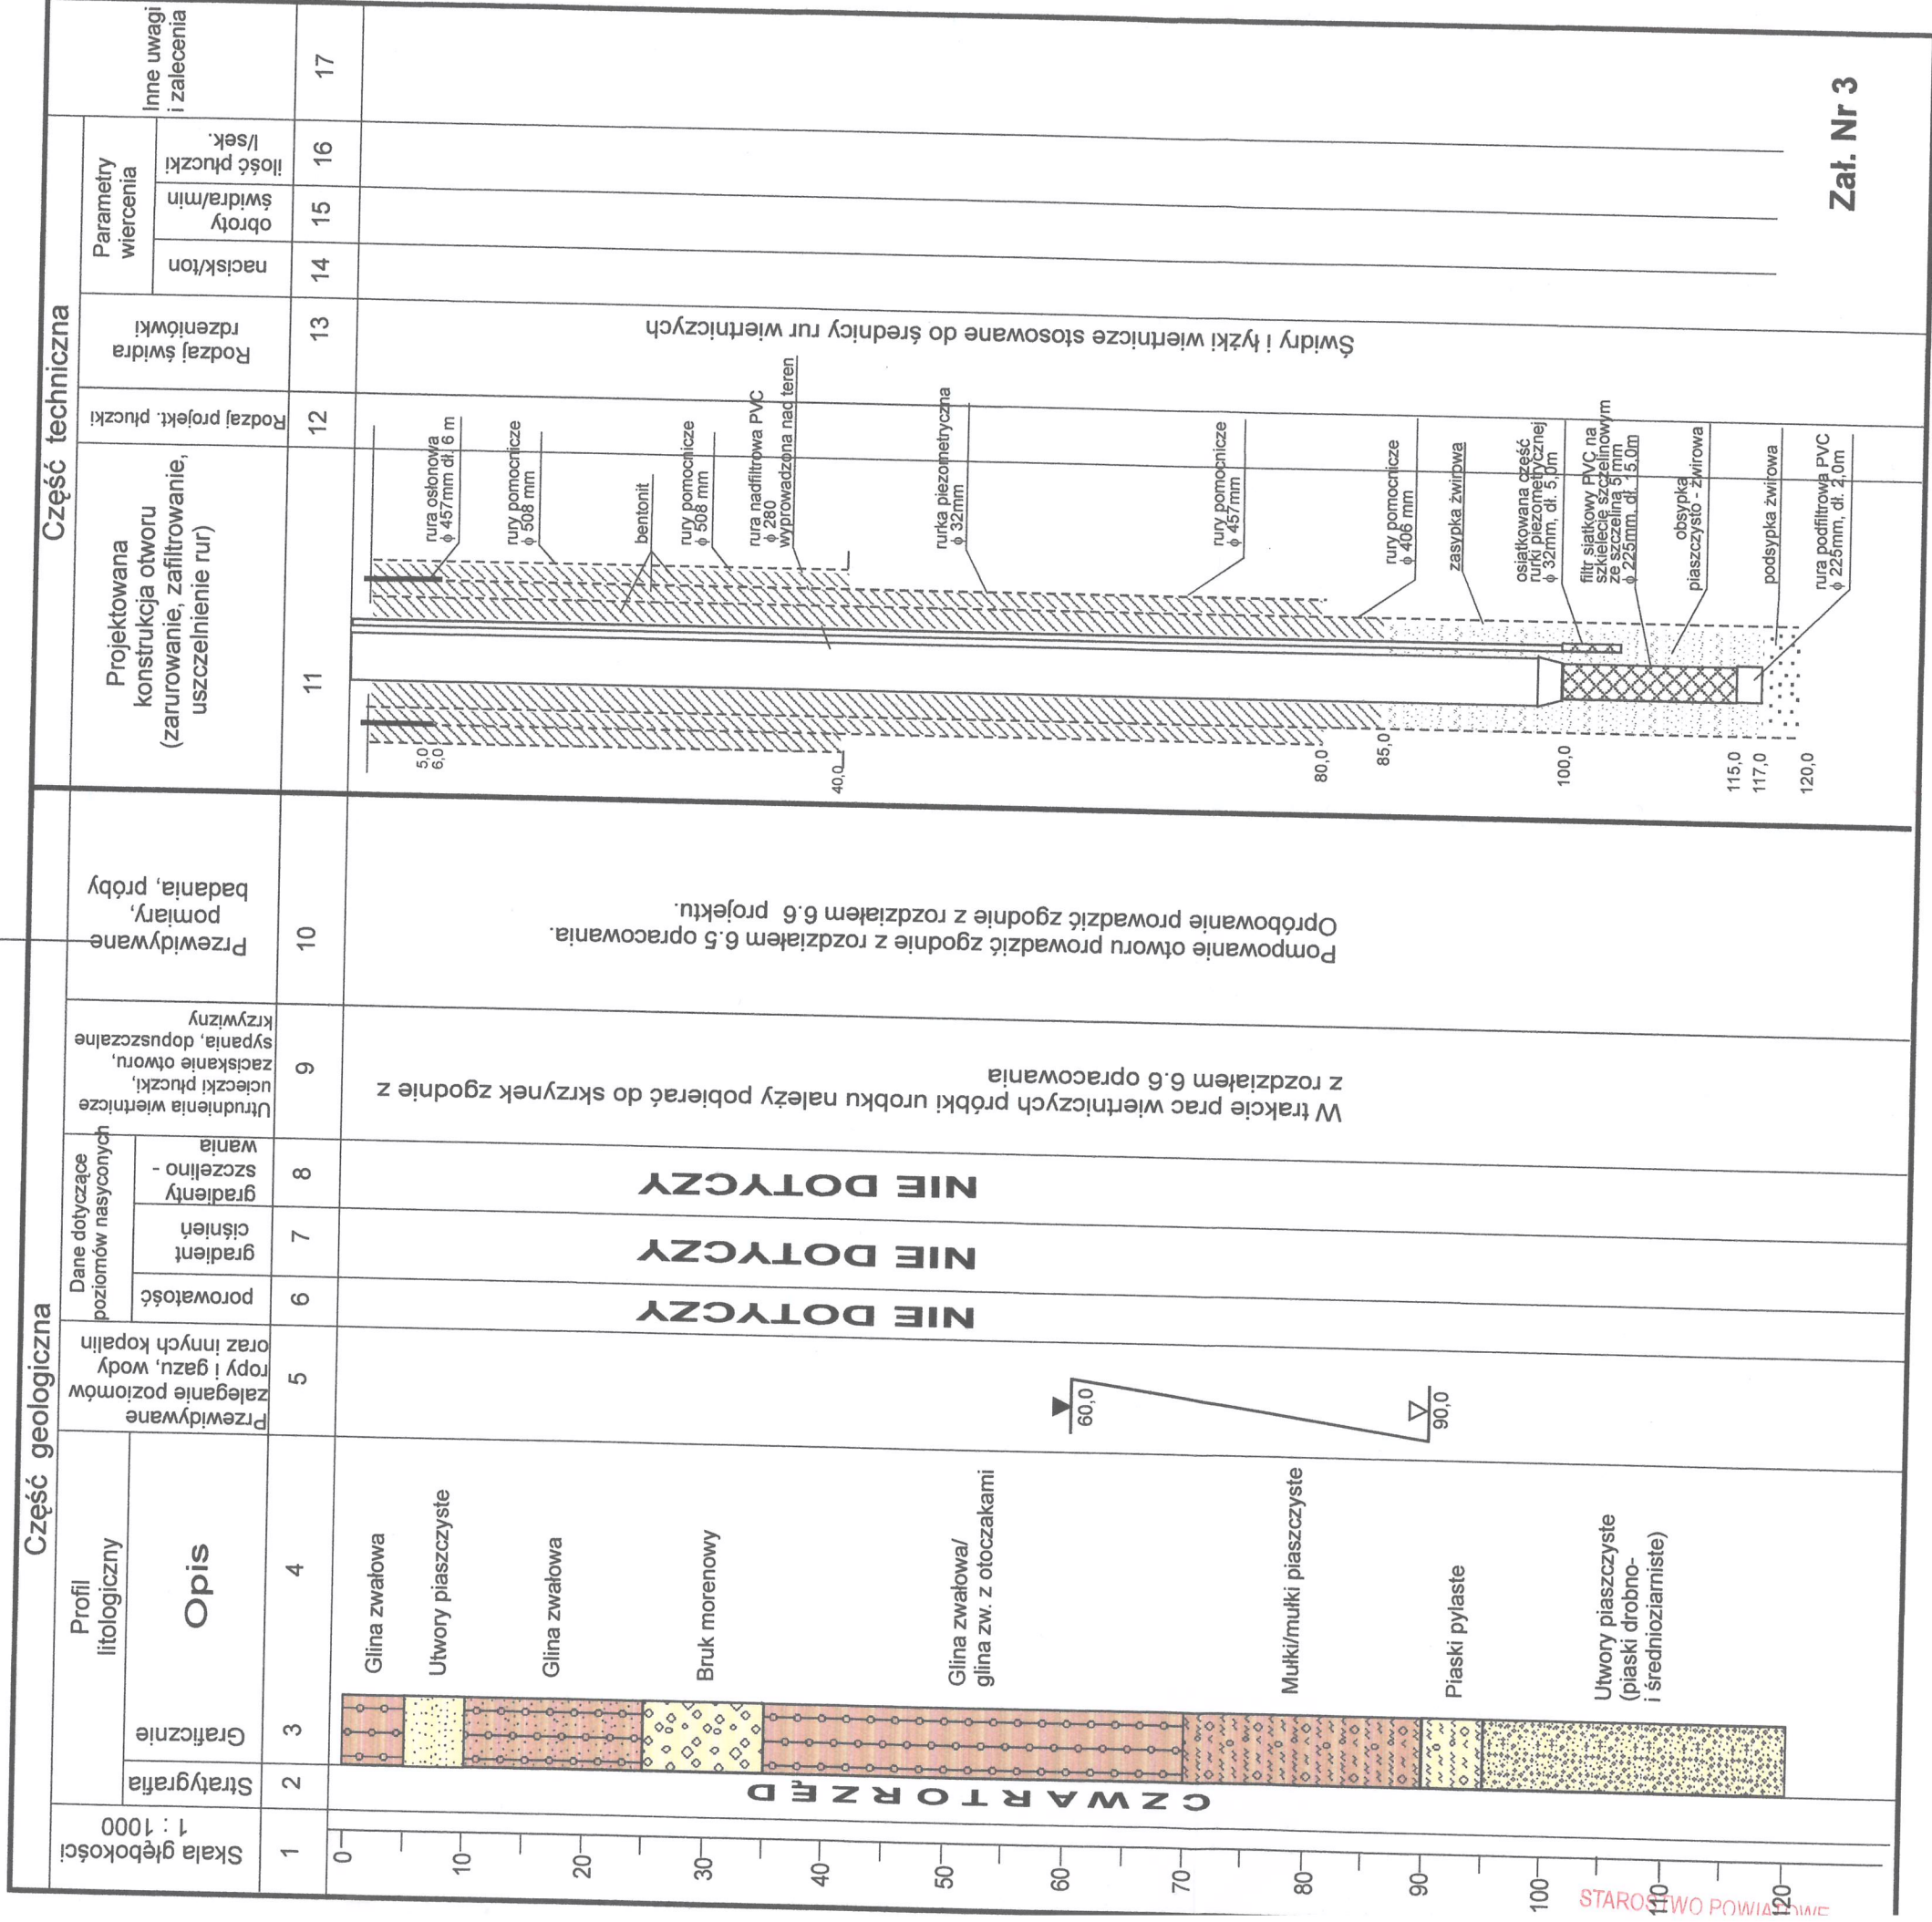 Część geologiczna
Część techniczna
Skala głębokości
1 : 1000
Profil
litologiczny
Stratygrafia
Graficznie
Opis
Przewidywane
zaleganie poziomów
ropy i gazu, wody
oraz innych kopalin
Dane dotyczące
poziomów nasyconych
porowatość
gradient
ciśnień
gradienty
szczelino -
wania
Utrudnienia wiertnicze
ucieczki płuczki,
zaciskanie otworu,
sypania, dopuszczalne
krzywizny
Przewidywane
pomiary,
badania, próby
Projektowana
konstrukcja otworu
(zarurowanie, zafiltrowanie,
uszczelnienie rur)
Rodzaj projekt. płuczki
Rodzaj świdra
rdzeniówki
Parametry
wiercenia
nacisk/ton
obroty
świdra/min
ilość płuczki
l/sek.
Inne uwagi
i zalecenia
1
2
3
4
5
6
7
8
9
10
11
12
13
14
15
16
17
0
10
20
30
40
50
60
70
80
90
100
110
120
CZWARTORZĘD
Glina zwałowa
Utwory piaszczyste
Glina zwałowa
Bruk morenowy
Glina zwałowa/
glina zw. z otoczakami
Mułki/mułki piaszczyste
Piaski pylaste
Utwory piaszczyste
(piaski drobno-
i średnioziarniste)
60,0
90,0
NIE DOTYCZY
NIE DOTYCZY
NIE DOTYCZY
W trakcie prac wiertniczych próbki urobku należy pobierać do skrzynek zgodnie z
z rozdziałem 6.6 opracowania
Pompowanie otworu prowadzić zgodnie z rozdziałem 6.5 opracowania.
Opróbowanie prowadzić zgodnie z rozdziałem 6.6 projektu.
5,0
6,0
40,0
80,0
85,0
100,0
115,0
117,0
120,0
rura osłonowa
ϕ 457mm dł. 6 m
rury pomocnicze
ϕ 508 mm
bentonit
rury pomocnicze
ϕ 508 mm
rura nadfiltrowa PVC
ϕ 280
wyprowadzona nad teren
rurka piezometryczna
ϕ 32mm
rury pomocnicze
ϕ 457mm
rury pomocnicze
ϕ 406 mm
zasypka żwirowa
osiatkowana część
rurki piezometrycznej
ϕ 32mm, dł. 5,0m
filtr siatkowy PVC na
szkielecie szczelinowym
ze szczeliną 5 mm
ϕ 225mm, dł. 15,0m
obsypka
piaszczysto - żwirowa
podsypka żwirowa
rura podfiltrowa PVC
ϕ 225mm, dł. 2,0m
Świdry i łyżki wiertnicze stosowane do średnicy rur wiertniczych
Zał. Nr 3
STAROSTWO POWIATOWE